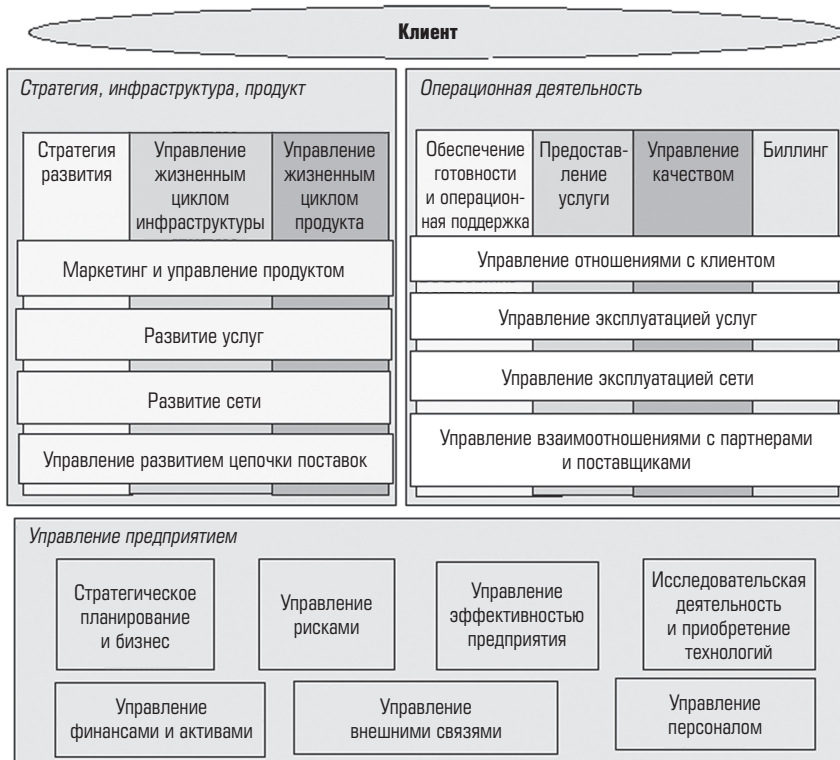 Клиент
Стратегия, инфраструктура, продукт
Стратегия
развития
Управление
жизненным
циклом
инфраструктуры
Управление
жизненным
циклом
продукта
Маркетинг и управление продуктом
Развитие услуг
Развитие сети
Управление развитием цепочки поставок
Операционная деятельность
Обеспечение
готовности
и операцион-
ная поддержка
Предостав-
ление
услуги
Управление
качеством
Биллинг
Управление отношениями с клиентом
Управление эксплуатацией услуг
Управление эксплуатацией сети
Управление взаимоотношениями с партнерами
и поставщиками
Управление предприятием
Стратегическое
планирование
и бизнес
Управление
рисками
Управление
эффективностью
предприятия
Исследовательская
деятельность
и приобретение
технологий
Управление
финансами и активами
Управление
внешними связями
Управление
персоналом